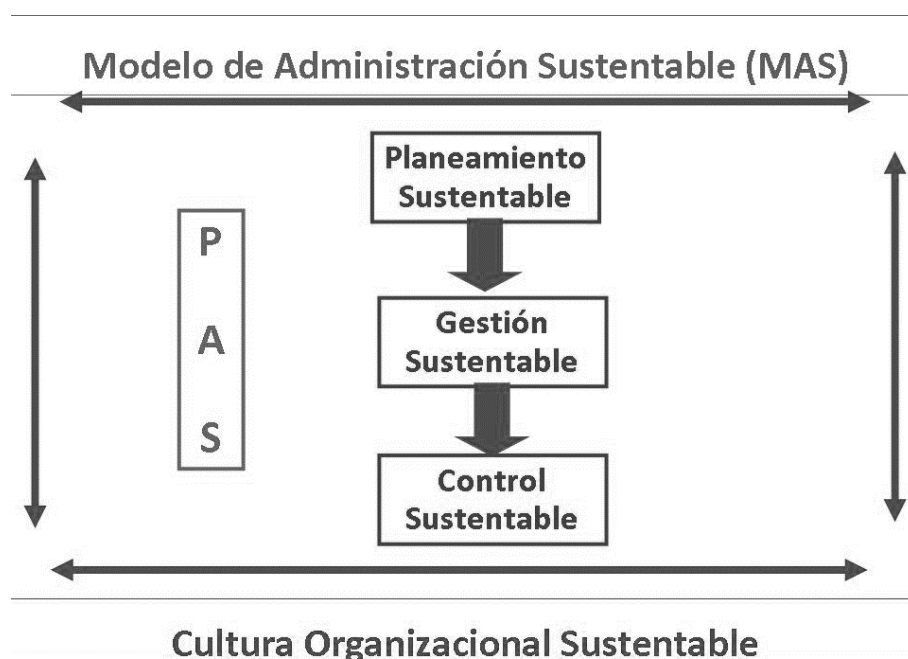 Modelo de Administración Sustentable (MAS)
Planeamiento
Sustentable
P
A
S
Gestión
Sustentable
Control
Sustentable
Cultura Organizacional Sustentable